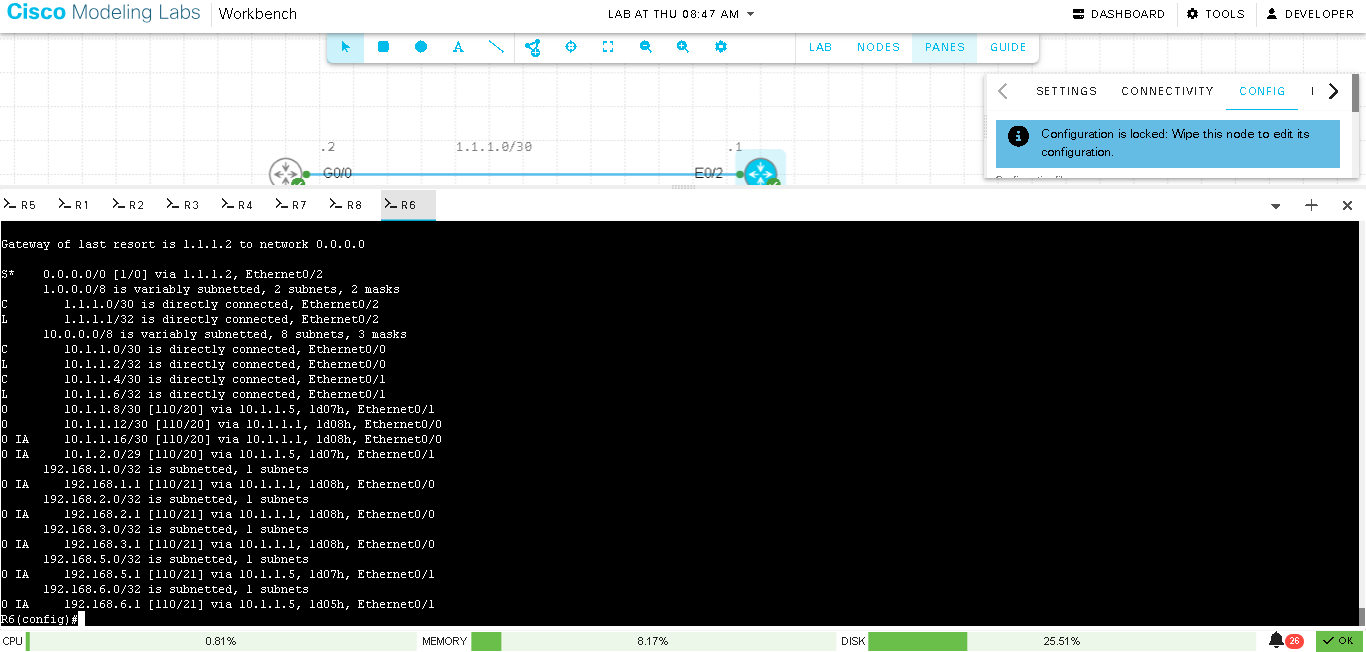 Cisco Modeling Labs Workbench LAB AT THU 08:47 AM DASHBOARD TOOLS DEVELOPER
A LAB NODES PANES GUIDE
SETTINGS CONNECTIVITY CONFIG
Configuration is locked: Wipe this node to edit its
configuration.
.2 1.1.1.0/30 .1
G0/0 E0/2
R5 R1 R2 R3 R4 R7 R8 R6
Gateway of last resort is 1.1.1.2 to network 0.0.0.0
S* 0.0.0.0/0 [1/0] via 1.1.1.2, Ethernet0/2
1.0.0.0/8 is variably subnetted, 2 subnets, 2 masks
C 1.1.1.0/30 is directly connected, Ethernet0/2
L 1.1.1.1/32 is directly connected, Ethernet0/2
10.0.0.0/8 is variably subnetted, 8 subnets, 3 masks
C 10.1.1.0/30 is directly connected, Ethernet0/0
L 10.1.1.2/32 is directly connected, Ethernet0/0
C 10.1.1.4/30 is directly connected, Ethernet0/1
L 10.1.1.6/32 is directly connected, Ethernet0/1
O 10.1.1.8/30 [110/20] via 10.1.1.5, 1d07h, Ethernet0/1
O 10.1.1.12/30 [110/20] via 10.1.1.1, 1d08h, Ethernet0/0
O IA 10.1.1.16/30 [110/20] via 10.1.1.1, 1d08h, Ethernet0/0
O IA 10.1.2.0/29 [110/20] via 10.1.1.5, 1d07h, Ethernet0/1
192.168.1.0/32 is subnetted, 1 subnets
O IA 192.168.1.1 [110/21] via 10.1.1.1, 1d08h, Ethernet0/0
192.168.2.0/32 is subnetted, 1 subnets
O IA 192.168.2.1 [110/21] via 10.1.1.1, 1d08h, Ethernet0/0
192.168.3.0/32 is subnetted, 1 subnets
O IA 192.168.3.1 [110/21] via 10.1.1.1, 1d08h, Ethernet0/0
192.168.5.0/32 is subnetted, 1 subnets
O IA 192.168.5.1 [110/21] via 10.1.1.5, 1d07h, Ethernet0/1
192.168.6.0/32 is subnetted, 1 subnets
O IA 192.168.6.1 [110/21] via 10.1.1.5, 1d05h, Ethernet0/1
R6(config)#
CPU 0.81% MEMORY 8.17% DISK 25.51% 26 OK